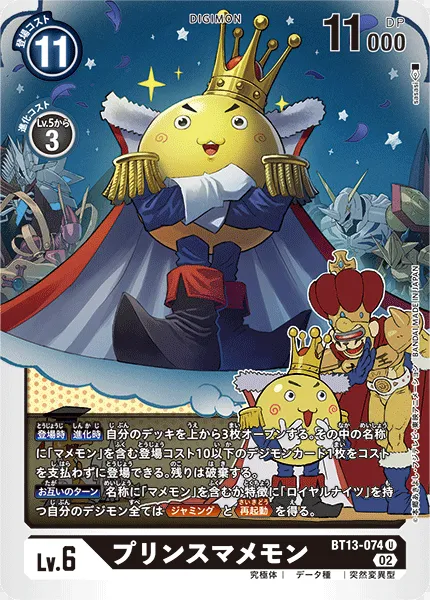 登場コスト
11
DIGIMON
DP
11000
進化コスト
Lv.5から
3
BANDAI MADE IN JAPAN
登場時 進化時 自分のデッキを上から3枚オープンする。その中の名称
に「マメモン」を含む登場コスト10以下のデジモンカード1枚をコスト
を支払わずに登場できる。残りは破棄する。
お互いのターン 名称に「マメモン」を含むか特徴に「ロイヤルナイツ」を持
つ自分のデジモン全ては ジャミング と 再起動 を得る。
Lv.6
プリンスマメモン
BT13-074 U
02
究極体 | データ種 | 突然変異型